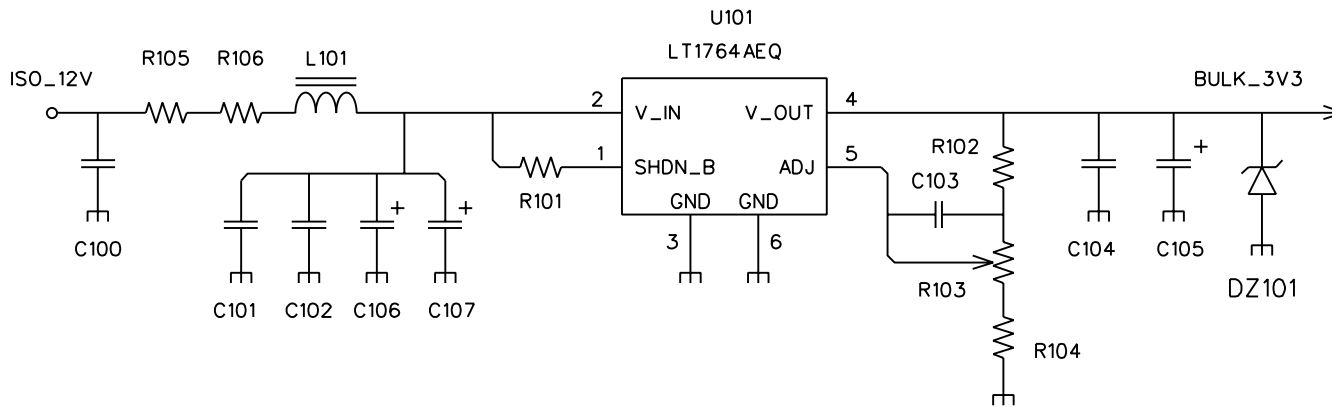 U101
LT1764AEQ
R105
R106
L101
ISO_12V
BULK_3V3
2
V_IN
V_OUT
4
1
SHDN_B
ADJ
5
R101
GND
GND
3
6
R102
C103
R103
R104
C100
C101
C102
C106
C107
C104
C105
DZ101
+
+
+